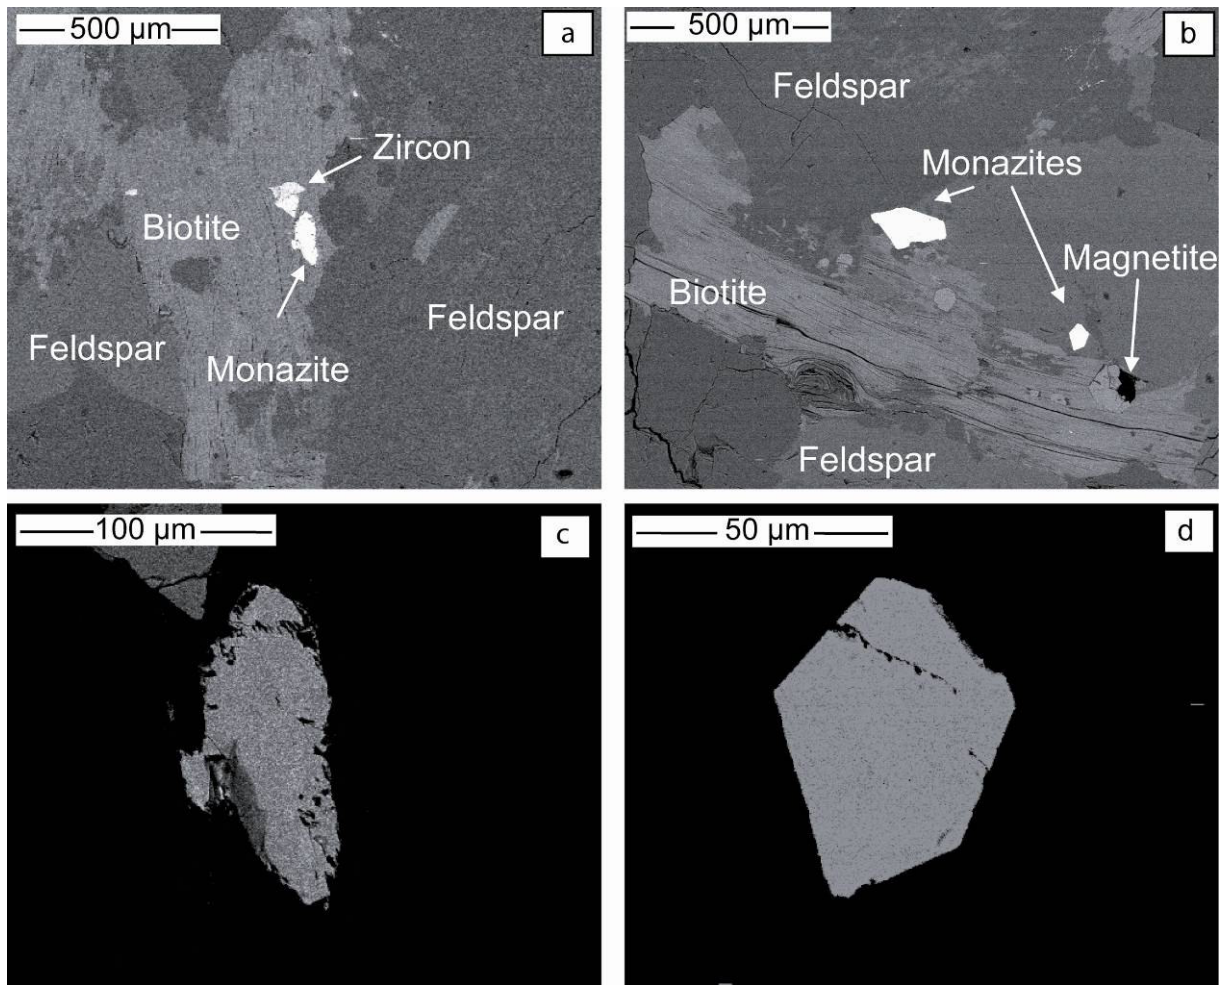 500 µm
a
Zircon
Biotite
Feldspar
Feldspar
Monazite
500 µm
b
Feldspar
Monazites
Magnetite
Biotite
Feldspar
100 µm
c
50 µm
d